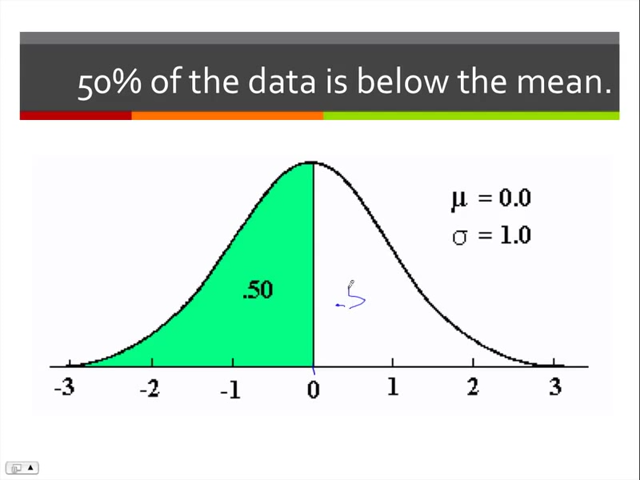 50% of the data is below the mean.
μ = 0.0
σ = 1.0
.50
.5
-3 -2 -1 0 1 2 3